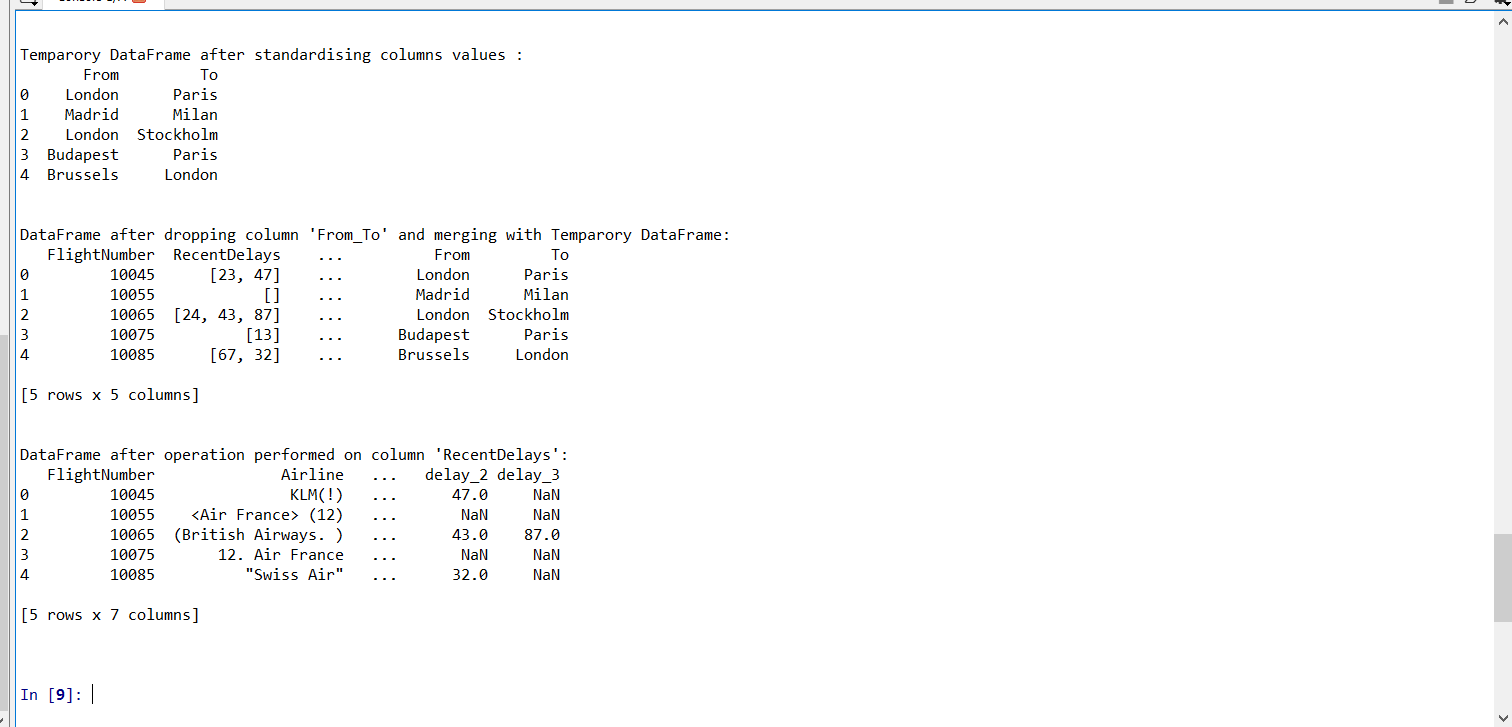 Temparory DataFrame after standardising columns values :
       From         To
0    London      Paris
1    Madrid      Milan
2    London  Stockholm
3  Budapest      Paris
4  Brussels     London
DataFrame after dropping column 'From_To' and merging with Temparory DataFrame:
   FlightNumber  RecentDelays    ...          From         To
0         10045      [23, 47]    ...        London      Paris
1         10055            []    ...        Madrid      Milan
2         10065  [24, 43, 87]    ...        London  Stockholm
3         10075          [13]    ...      Budapest      Paris
4         10085      [67, 32]    ...      Brussels     London
[5 rows x 5 columns]
DataFrame after operation performed on column 'RecentDelays':
   FlightNumber              Airline   ...   delay_2 delay_3
0         10045               KLM(!)   ...      47.0     NaN
1         10055    <Air France> (12)   ...       NaN     NaN
2         10065  (British Airways. )   ...      43.0    87.0
3         10075       12. Air France   ...       NaN     NaN
4         10085          "Swiss Air"   ...      32.0     NaN
[5 rows x 7 columns]
In [9]: